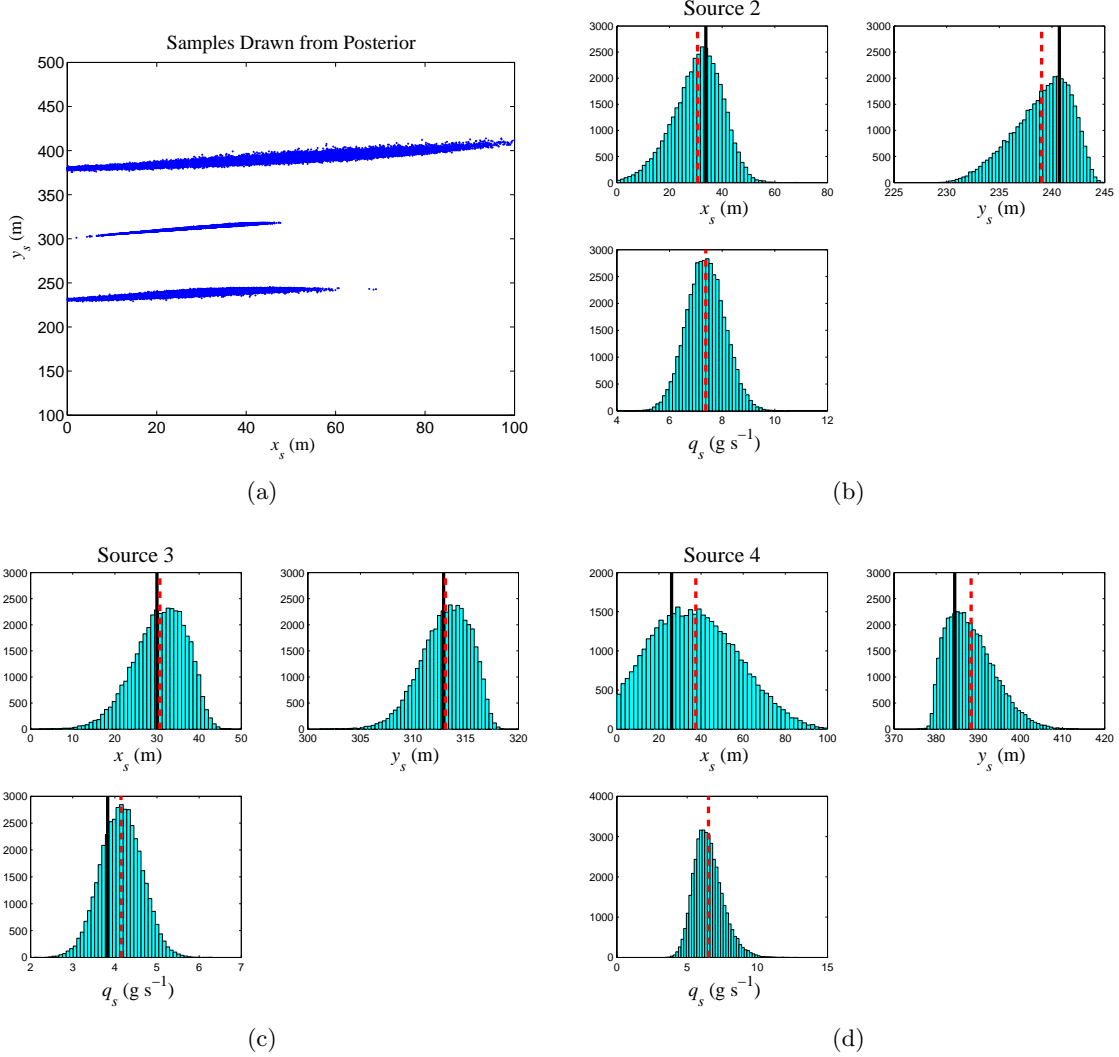 Samples Drawn from Posterior
500
450
400
350
300
250
200
150
100
0 20 40 60 80 100
y_s (m)
x_s (m)
(a)
Source 2
3000
2500
2000
1500
1000
500
0
0 20 40 60 80
x_s (m)
3000
2500
2000
1500
1000
500
0
225 230 235 240 245
y_s (m)
3000
2500
2000
1500
1000
500
0
4 6 8 10 12
q_s (g s⁻¹)
(b)
Source 3
3000
2500
2000
1500
1000
500
0
0 10 20 30 40 50
x_s (m)
3000
2500
2000
1500
1000
500
0
300 305 310 315 320
y_s (m)
3000
2500
2000
1500
1000
500
0
2 3 4 5 6 7
q_s (g s⁻¹)
(c)
Source 4
2000
1500
1000
500
0
0 20 40 60 80 100
x_s (m)
3000
2500
2000
1500
1000
500
0
370 380 390 400 410 420
y_s (m)
4000
3000
2000
1000
0
0 5 10 15
q_s (g s⁻¹)
(d)